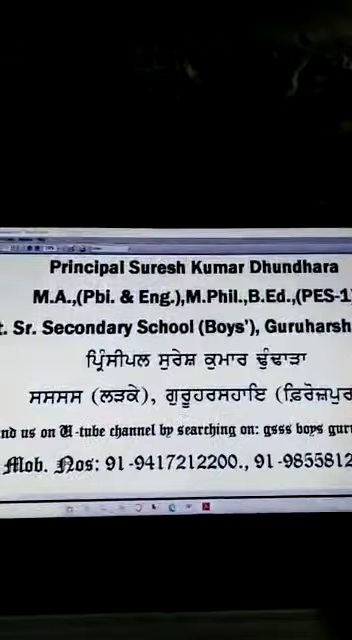 Principal Suresh Kumar Dhundhara
M.A.,(Pbi. & Eng.),M.Phil.,B.Ed.,(PES-1
t. Sr. Secondary School (Boys'), Guruharsh
ਪ੍ਰਿੰਸੀਪਲ ਸੁਰੇਸ਼ ਕੁਮਾਰ ਢੁੰਢਾੜਾ
ਸਸਸਸ (ਲੜਕੇ), ਗੁਰੂਹਰਸਹਾਇ (ਫ਼ਿਰੋਜ਼ਪੁਰ
nd us on U-tube channel by searching on: gsss boys guru
Mob. Nos: 91-9417212200., 91-9855812